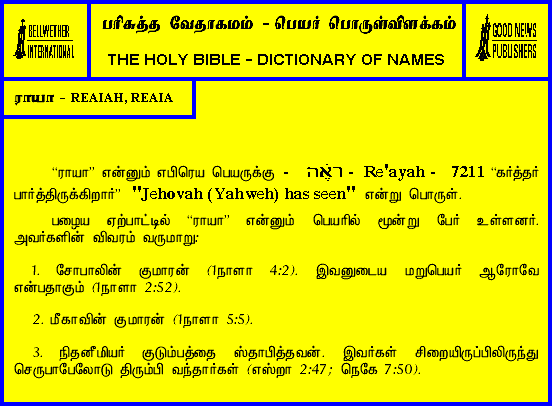 BELLWETHER
INTERNATIONAL
பரிசுத்த வேதாகமம் - பெயர் பொருள்விளக்கம்
THE HOLY BIBLE - DICTIONARY OF NAMES
GOOD NEWS
PUBLISHERS
ராயா - REAIAH, REAIA
“ராயா” என்னும் எபிரெய பெயருக்கு - - Re'ayah - 7211 “கர்த்தர்
பார்த்திருக்கிறார்” "Jehovah (Yahweh) has seen" என்று பொருள்.
பழைய ஏற்பாட்டில் “ராயா” என்னும் பெயரில் மூன்று பேர் உள்ளனர்.
அவர்களின் விவரம் வருமாறு:
1. சோபாலின் குமாரன் (1நாளா 4:2). இவனுடைய மறுபெயர் ஆரோவே
என்பதாகும் (1நாளா 2:52).
2. மீகாவின் குமாரன் (1நாளா 5:5).
3. நிதனீமியர் குடும்பத்தை ஸ்தாபித்தவன். இவர்கள் சிறையிருப்பிலிருந்து
செருபாபேலோடு திரும்பி வந்தார்கள் (எஸ்றா 2:47; நெகே 7:50).